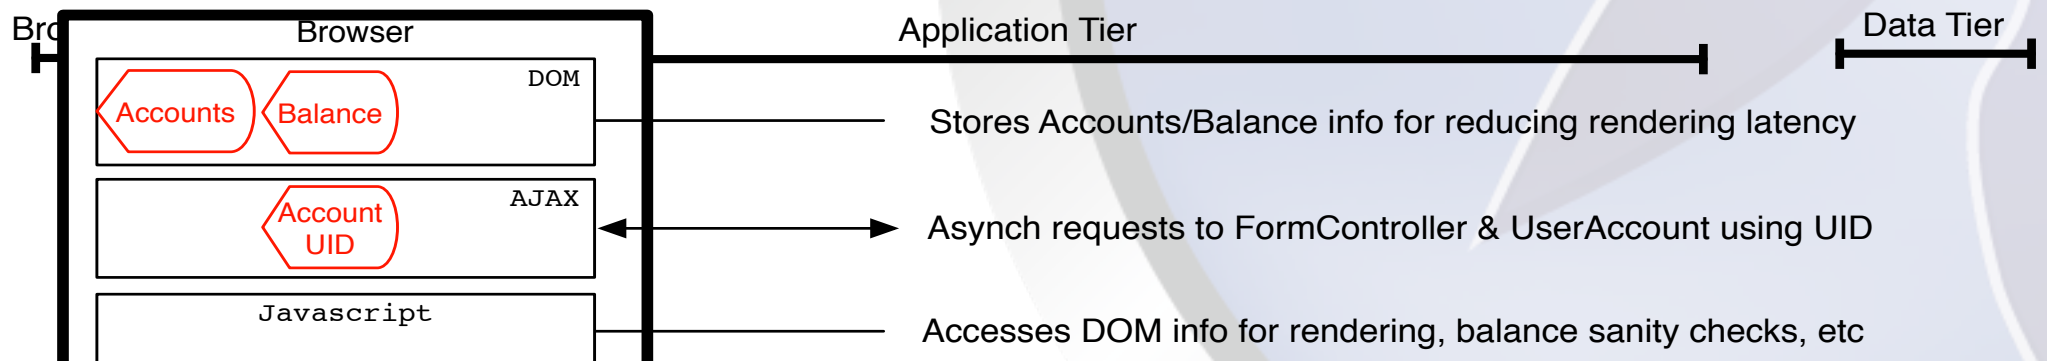 Bro
Browser
Application Tier
Data Tier
DOM
Accounts
Balance
Stores Accounts/Balance info for reducing rendering latency
AJAX
Account
UID
Asynch requests to FormController & UserAccount using UID
Javascript
Accesses DOM info for rendering, balance sanity checks, etc